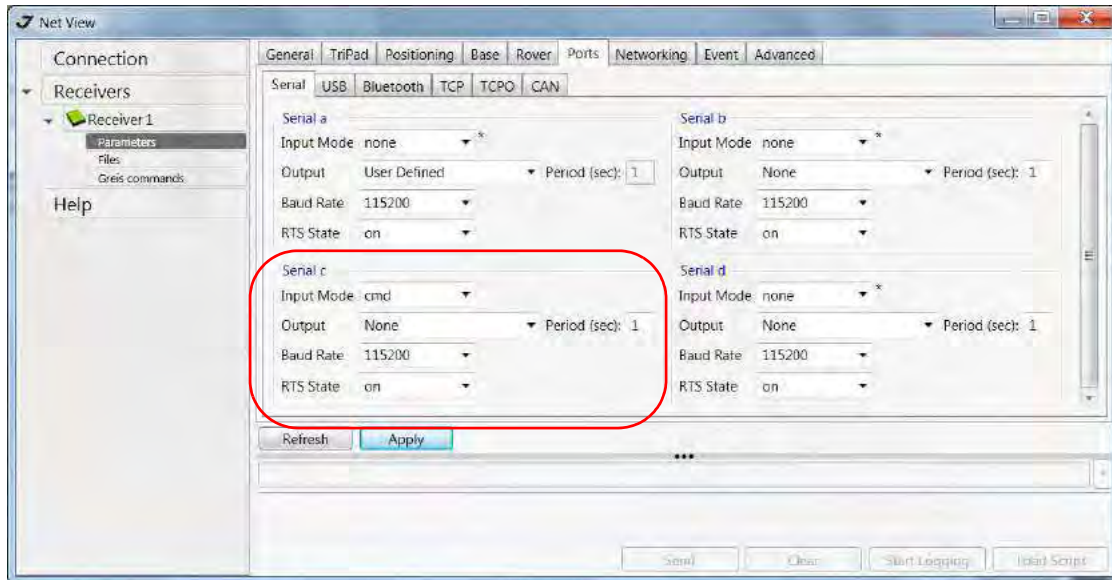 Net View
Connection
Receivers
Receiver 1
Parameters
Files
Greis commands
Help
General TriPad Positioning Base Rover Ports Networking Event Advanced
Serial USB Bluetooth TCP TCPO CAN
Serial a
Input Mode none *
Output User Defined Period (sec): 1
Baud Rate 115200
RTS State on
Serial b
Input Mode none *
Output None Period (sec): 1
Baud Rate 115200
RTS State on
Serial c
Input Mode cmd
Output None Period (sec): 1
Baud Rate 115200
RTS State on
Serial d
Input Mode none *
Output None Period (sec): 1
Baud Rate 115200
RTS State on
Refresh Apply
Send Clear Start Logging Load Script